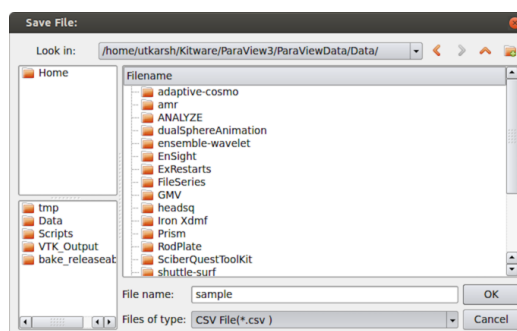 Save File:
Look in: /home/utkarsh/Kitware/ParaView3/ParaViewData/Data/
Home
Filename
adaptive-cosmo
amr
ANALYZE
dualSphereAnimation
ensemble-wavelet
EnSight
ExRestarts
FileSeries
GMV
headsq
Iron Xdmf
Prism
RodPlate
SciberQuestToolKit
shuttle-surf
tmp
Data
Scripts
VTK_Output
bake_releaseab
File name: sample OK
Files of type: CSV File(*.csv ) Cancel